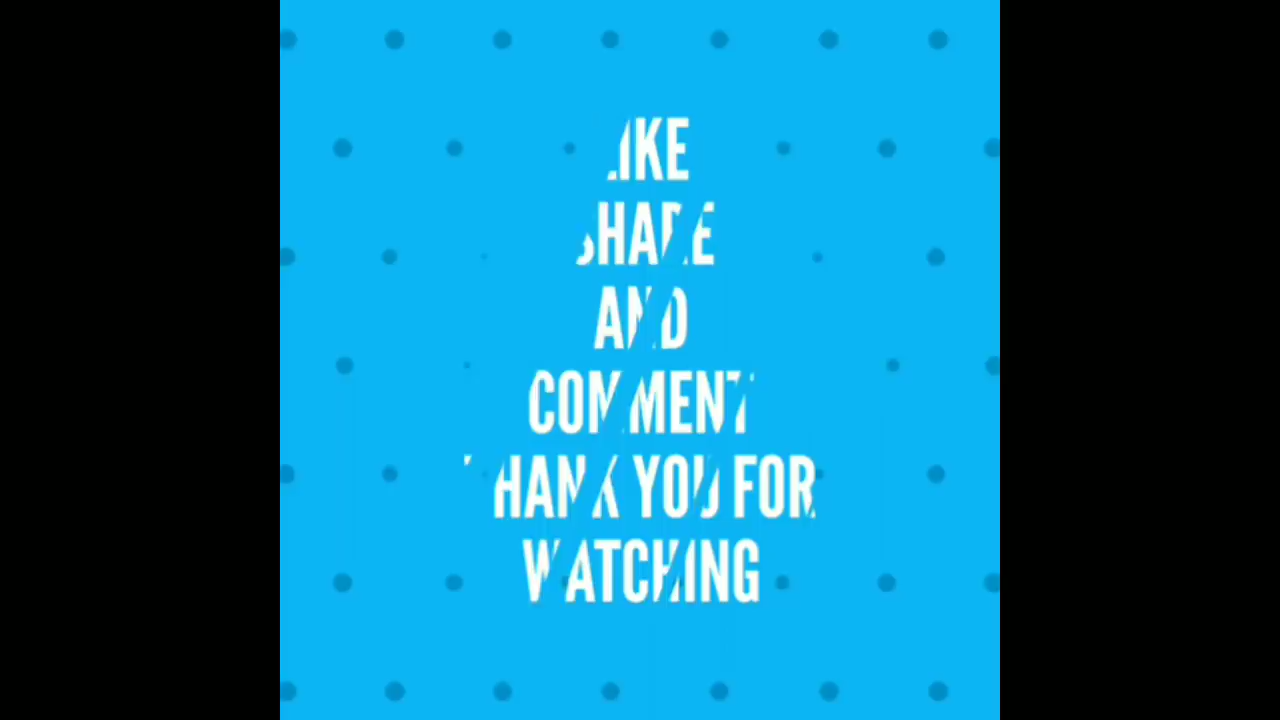 LIKE
SHARE
AND
COMMENT
THANK YOU FOR
WATCHING